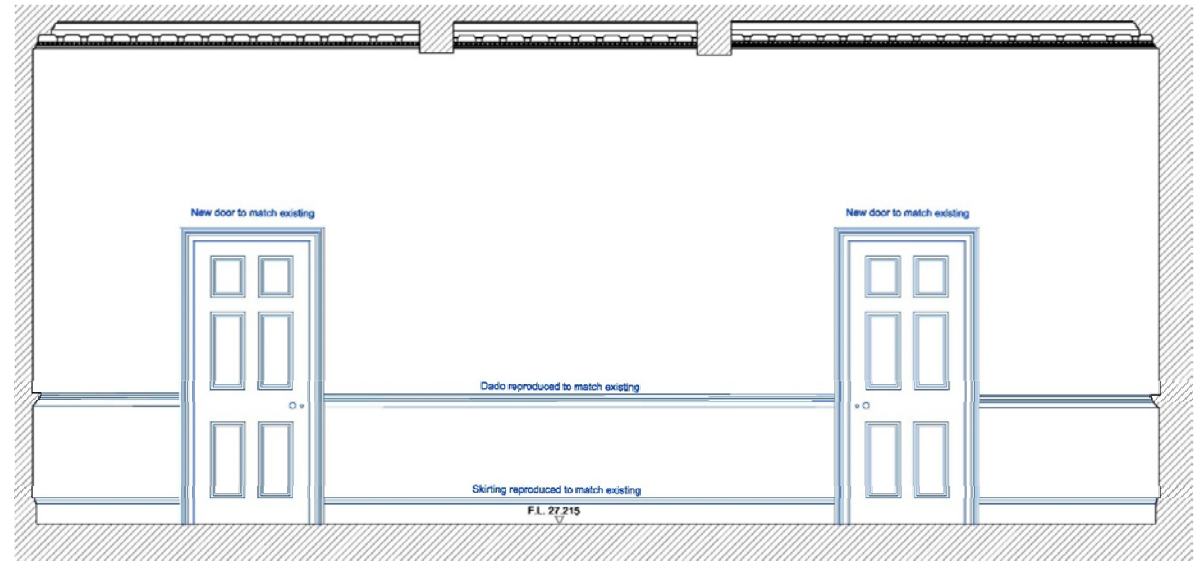 New door to match existing
New door to match existing
Dado reproduced to match existing
Skirting reproduced to match existing
F.L. 27.215